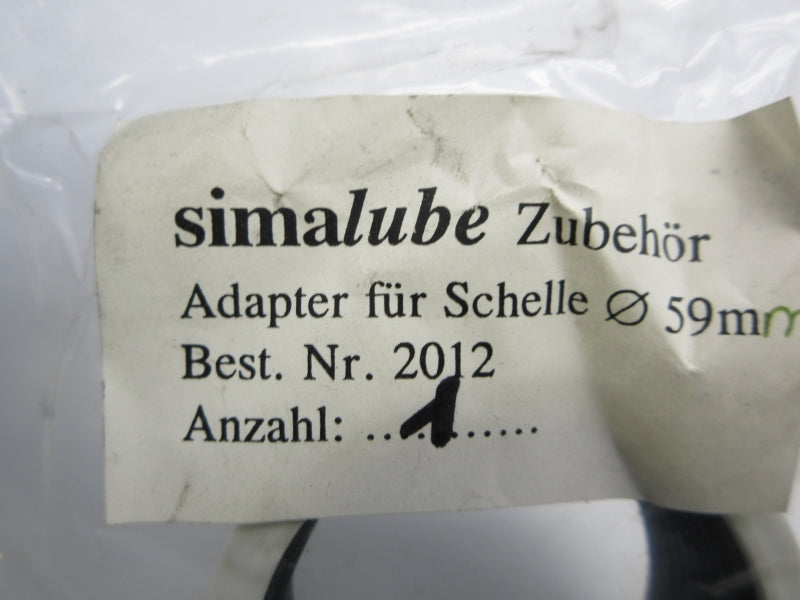 simalube Zubehör
Adapter für Schelle Ø 59mm
Best. Nr. 2012
Anzahl: ...1.......